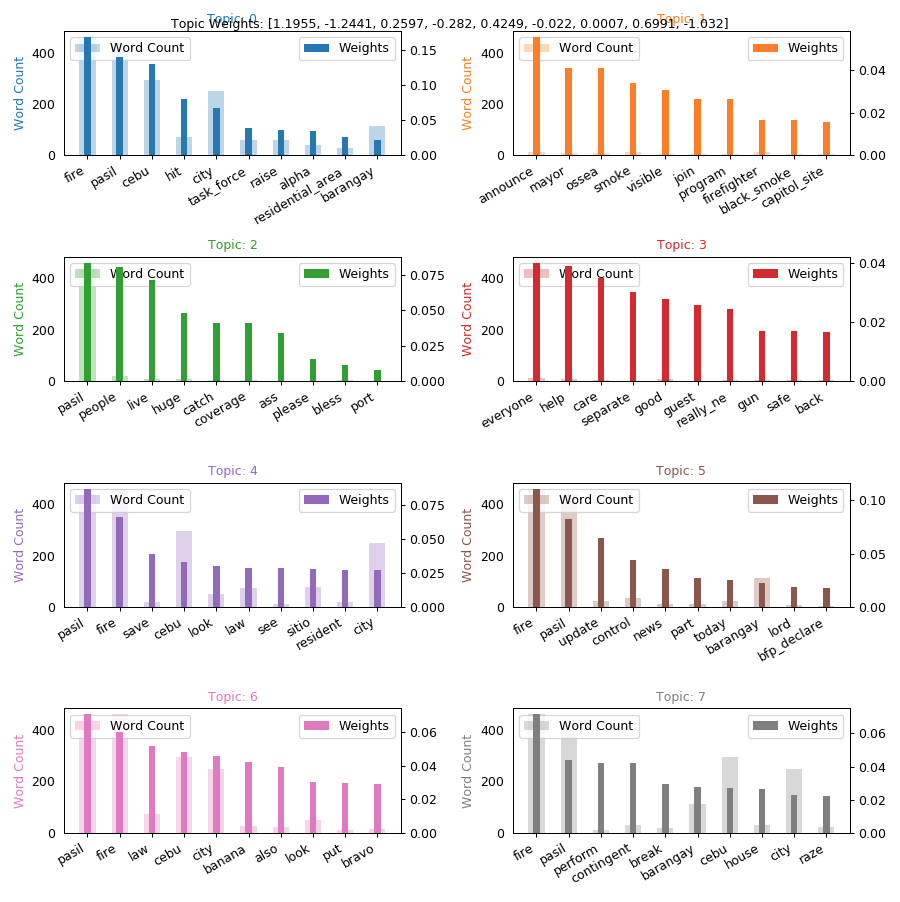 Topic: 0
Topic: 1
Topic Weights: [1.1955, -1.2441, 0.2597, -0.282, 0.4249, -0.022, 0.0007, 0.6991, -1.032]
Word Count
Word Count
Weights
400
200
0
0.15
0.10
0.05
0.00
fire
pasil
cebu
hit
city
task_force
raise
alpha
residential_area
barangay
Word Count
Word Count
Weights
400
200
0
0.04
0.02
0.00
announce
mayor
ossea
smoke
visible
join
program
firefighter
black_smoke
capitol_site
Topic: 2
Word Count
Word Count
Weights
400
200
0
0.075
0.050
0.025
0.000
pasil
people
live
huge
catch
coverage
ass
please
bless
port
Topic: 3
Word Count
Word Count
Weights
400
200
0
0.04
0.02
0.00
everyone
help
care
separate
good
guest
really_ne
gun
safe
back
Topic: 4
Word Count
Word Count
Weights
400
200
0
0.075
0.050
0.025
0.000
pasil
fire
save
cebu
look
law
see
sitio
resident
city
Topic: 5
Word Count
Word Count
Weights
400
200
0
0.10
0.05
0.00
fire
pasil
update
control
news
part
today
barangay
lord
bfp_declare
Topic: 6
Word Count
Word Count
Weights
400
200
0
0.06
0.04
0.02
0.00
pasil
fire
law
cebu
city
banana
also
look
put
bravo
Topic: 7
Word Count
Word Count
Weights
400
200
0
0.06
0.04
0.02
0.00
fire
pasil
perform
contingent
break
barangay
cebu
house
city
raze